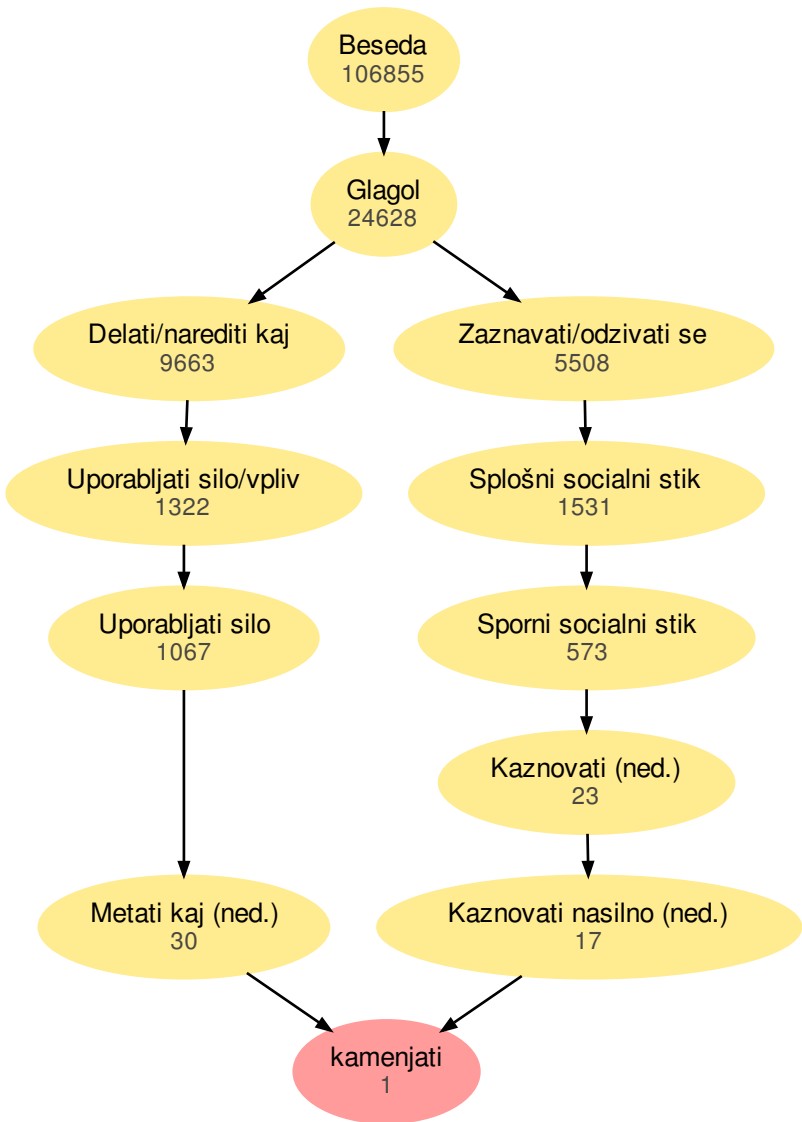 Beseda
106855
Glagol
24628
Delati/narediti kaj
9663
Zaznavati/odzivati se
5508
Uporabljati silo/vpliv
1322
Splošni socialni stik
1531
Uporabljati silo
1067
Sporni socialni stik
573
Kaznovati (ned.)
23
Metati kaj (ned.)
30
Kaznovati nasilno (ned.)
17
kamenjati
1